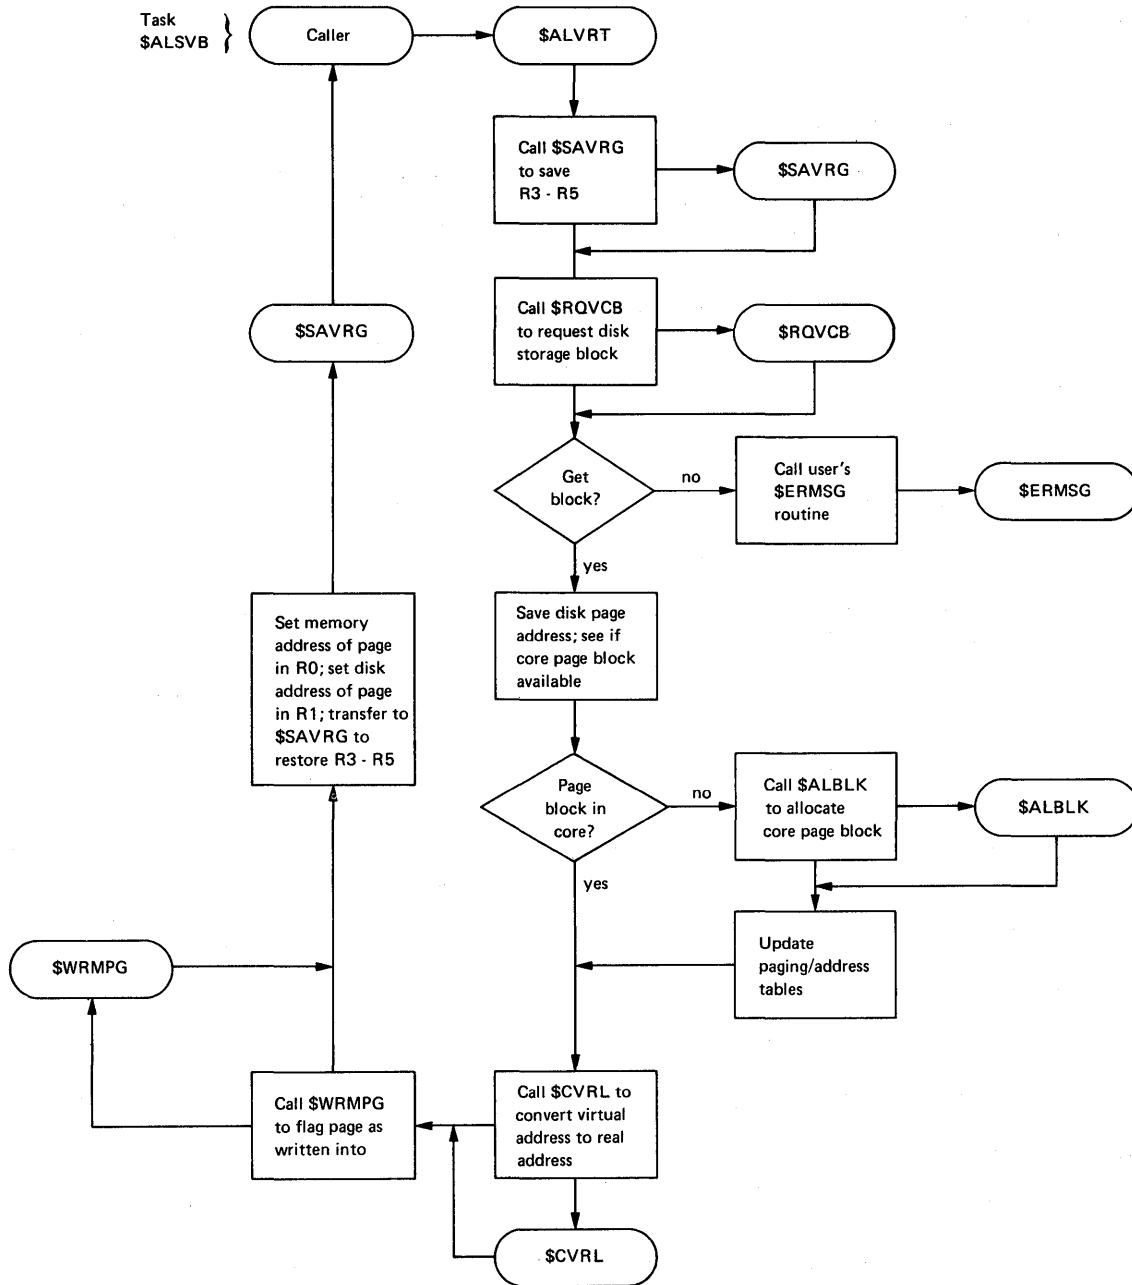 Task
$ALSVB
Caller
$ALVRT
Call $SAVRG
to save
R3 - R5
$SAVRG
Call $RQVCB
to request disk
storage block
$RQVCB
$SAVRG
Get
block?
no
Call user's
$ERMSG
routine
$ERMSG
yes
Save disk page
address; see if
core page block
available
Set memory
address of page
in R0; set disk
address of page
in R1; transfer to
$SAVRG to
restore R3 - R5
Page
block in
core?
no
Call $ALBLK
to allocate
core page block
$ALBLK
yes
Update
paging/address
tables
$WRMPG
Call $WRMPG
to flag page as
written into
Call $CVRL to
convert virtual
address to real
address
$CVRL